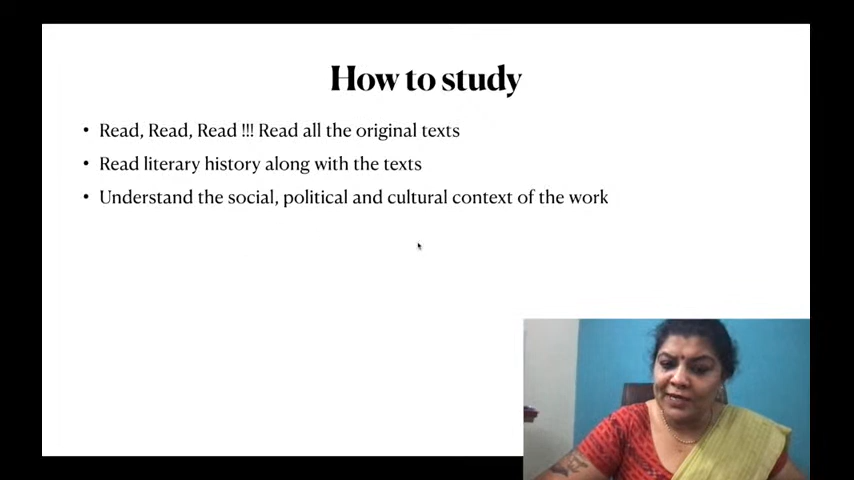 How to study
• Read, Read, Read !!! Read all the original texts
• Read literary history along with the texts
• Understand the social, political and cultural context of the work